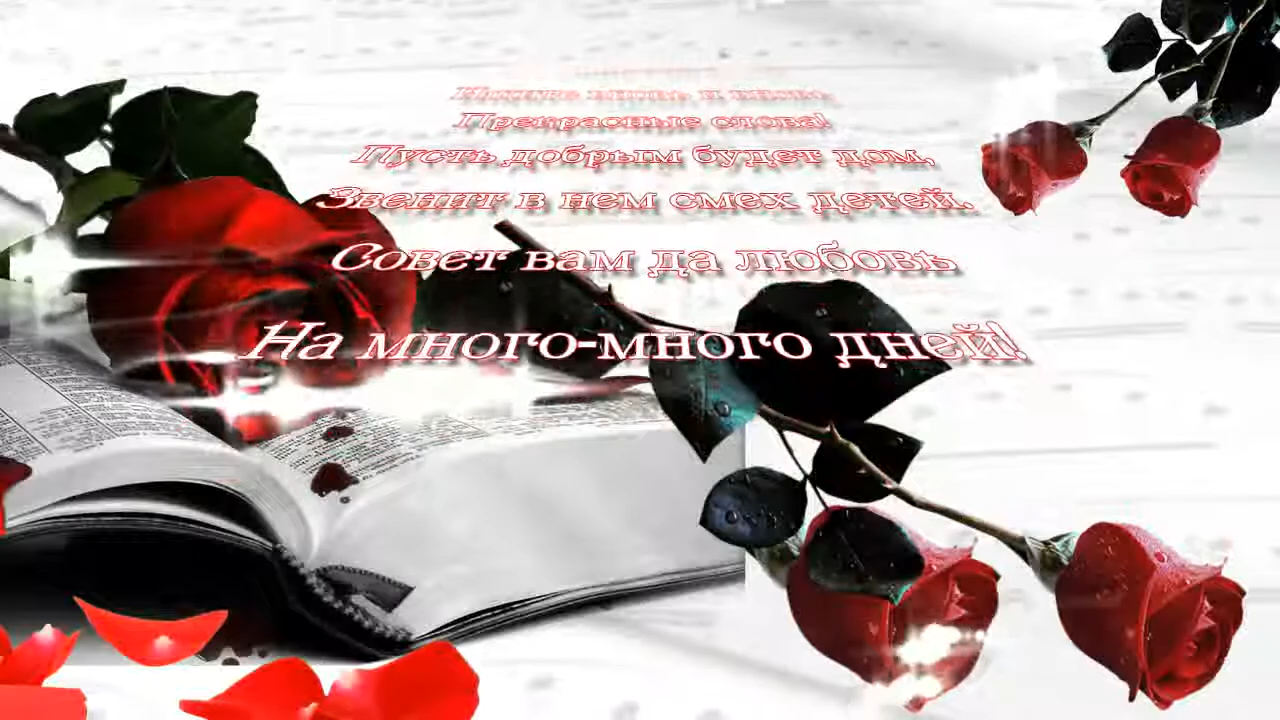 Прекрасные слова!
Пусть добрым будет дом,
Звенит в нем смех детей.
Совет вам да любовь
На много-много дней!